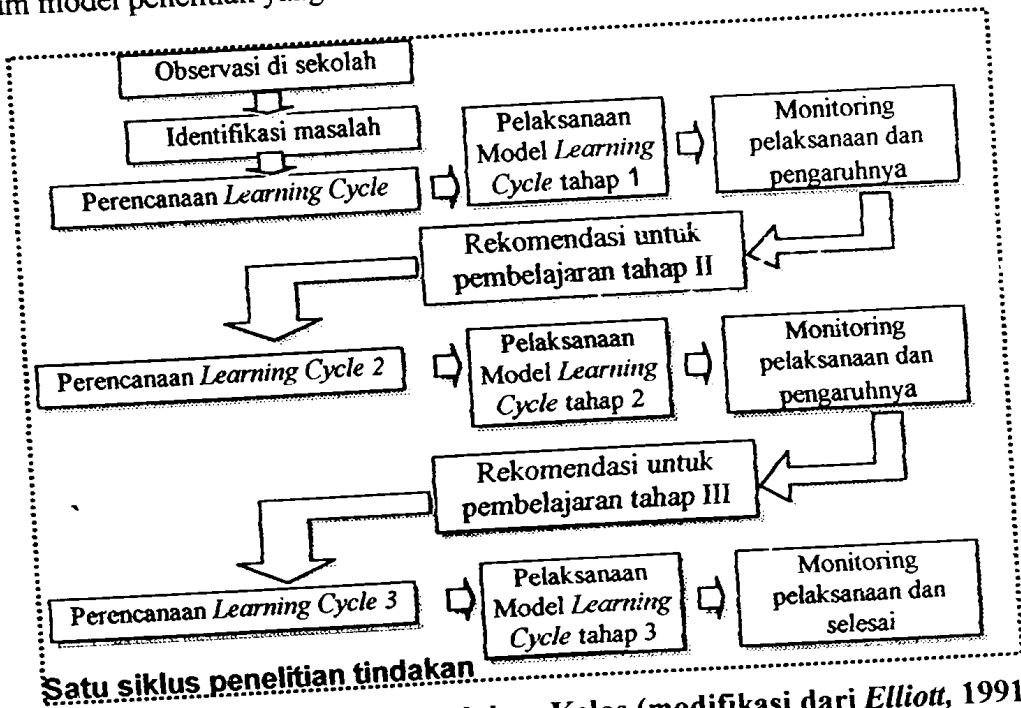 model penelitian yang
Observasi di sekolah
Identifikasi masalah
Perencanaan Learning Cycle
Pelaksanaan
Model Learning
Cycle tahap 1
Monitoring
pelaksanaan dan
pengaruhnya
Rekomendasi untuk
pembelajaran tahap II
Perencanaan Learning Cycle 2
Pelaksanaan
Model Learning
Cycle tahap 2
Monitoring
pelaksanaan dan
pengaruhnya
Rekomendasi untuk
pembelajaran tahap III
Perencanaan Learning Cycle 3
Pelaksanaan
Model Learning
Cycle tahap 3
Monitoring
pelaksanaan dan
selesai
Satu siklus penelitian tindakan
Kelas (modifikasi dari Elliott, 1991